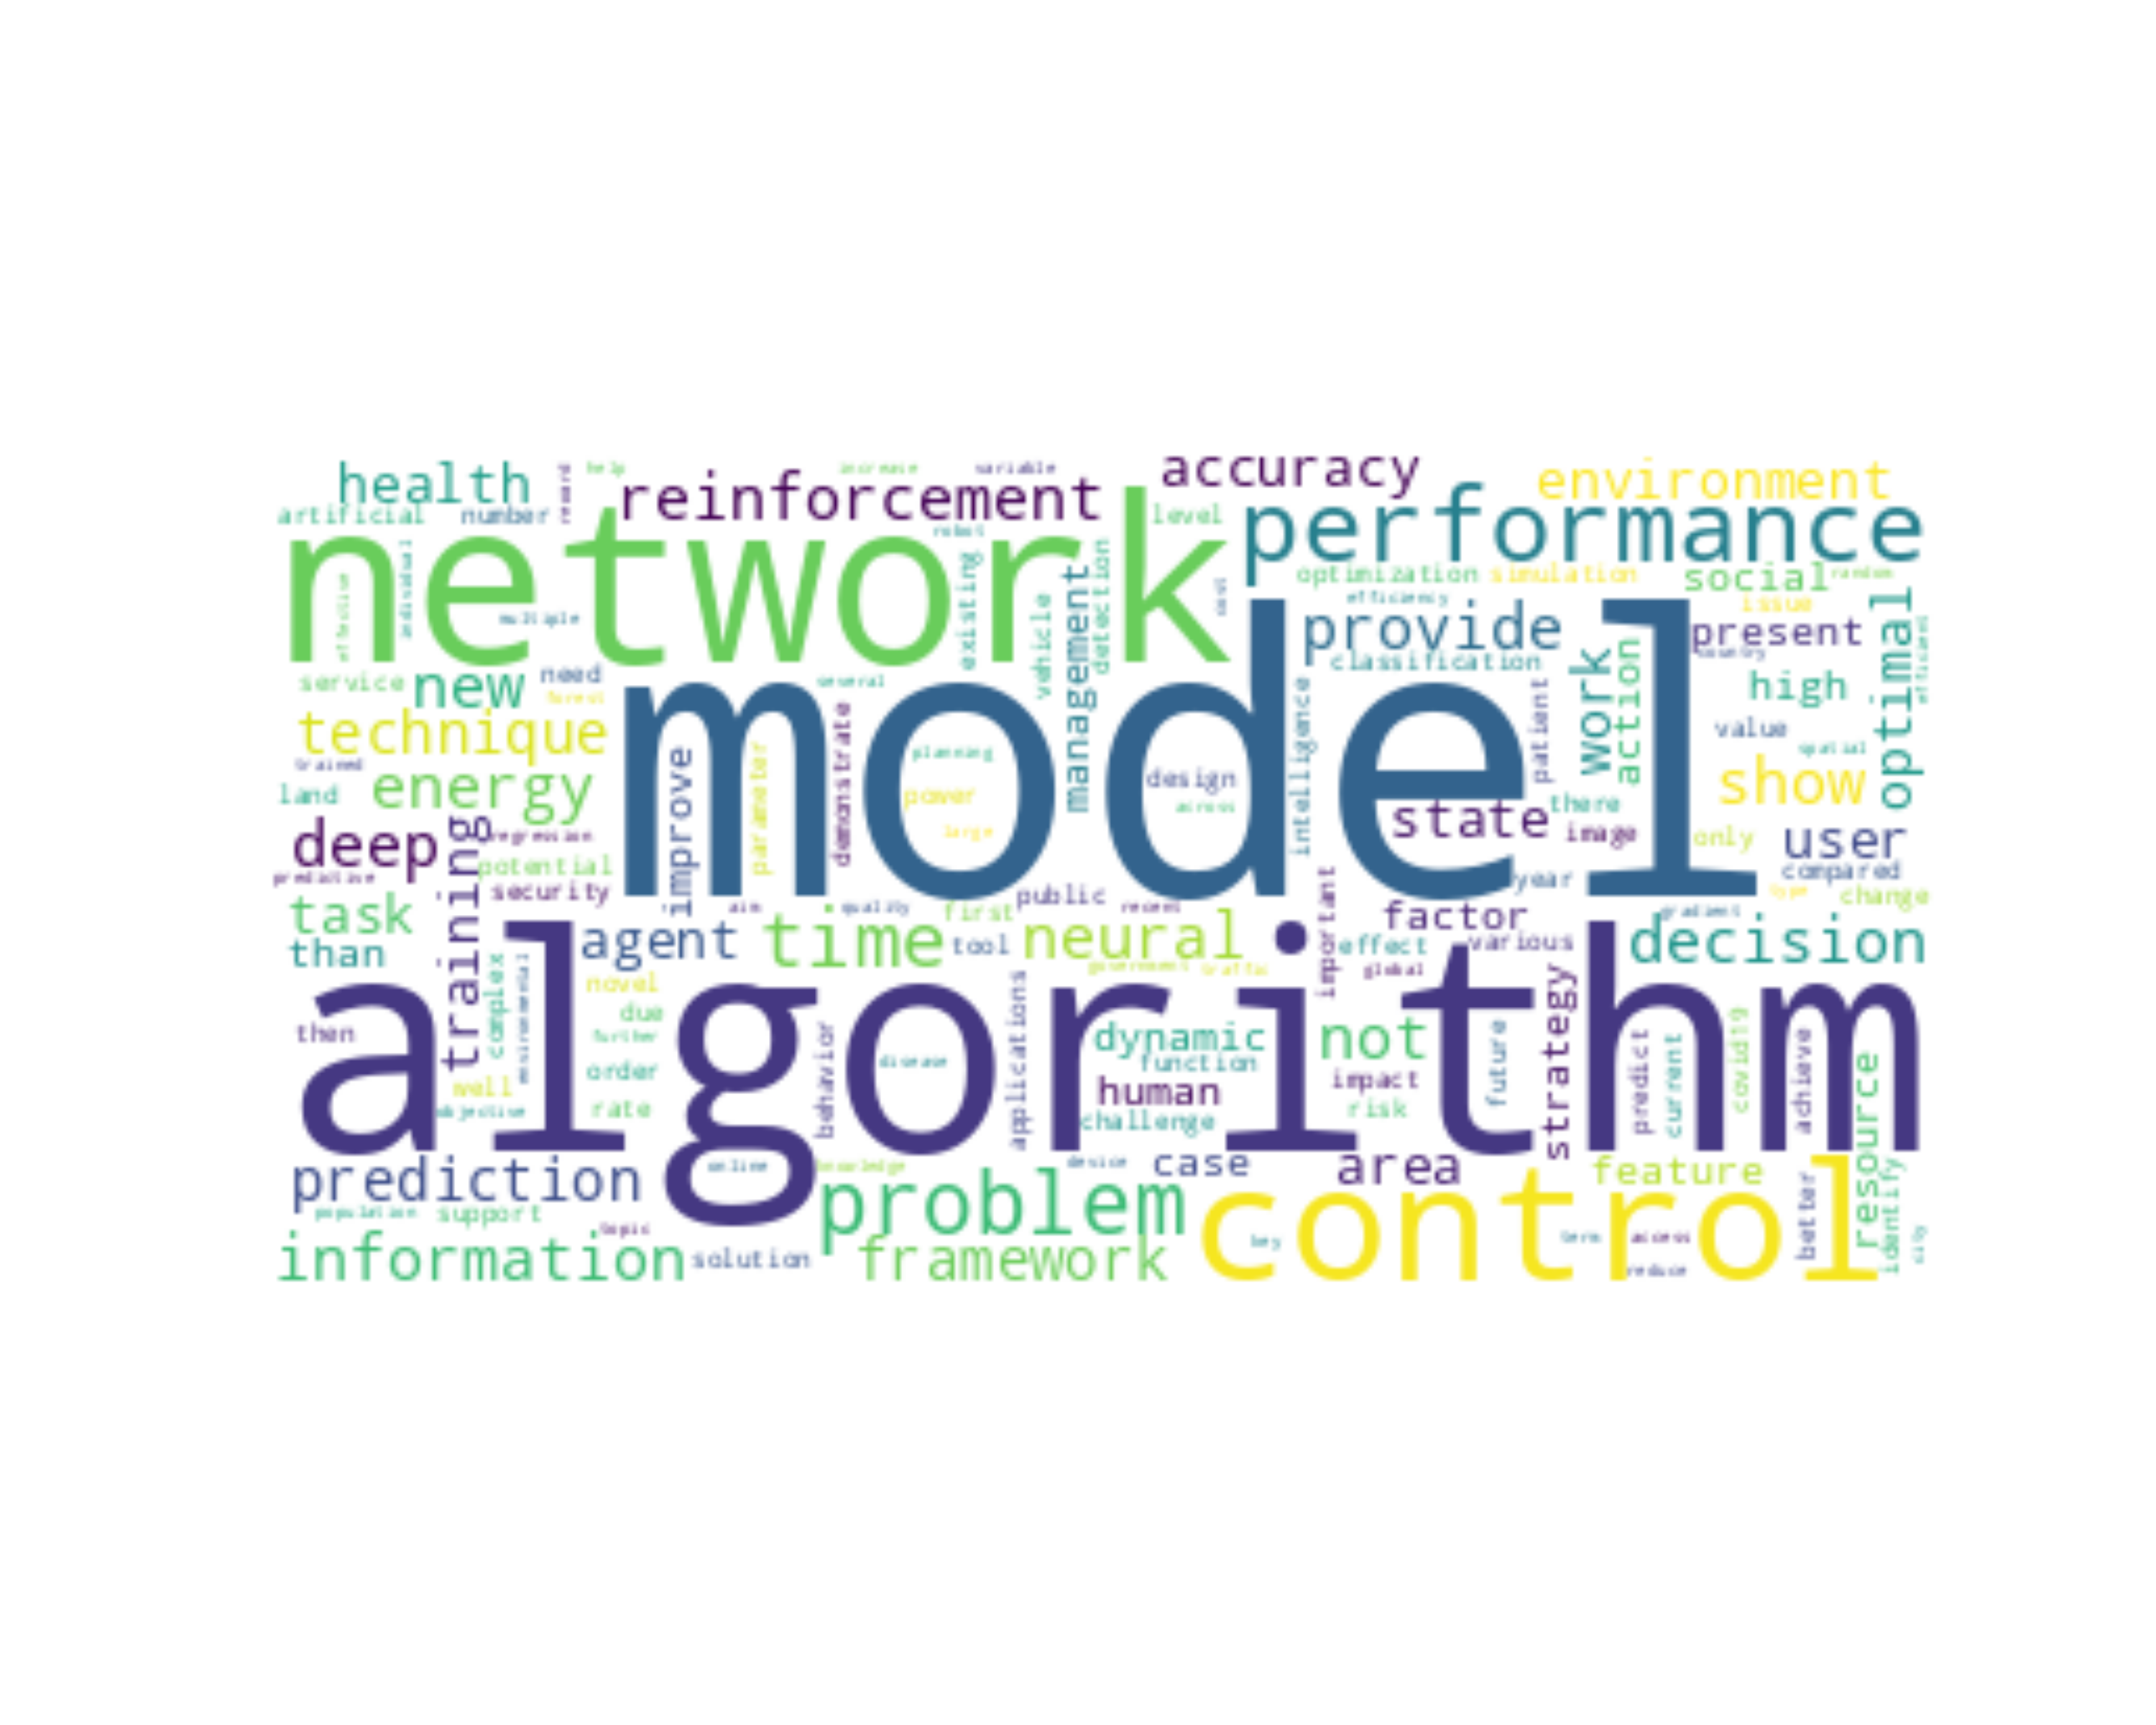 health
reward
help
increase
variable
accuracy
environment
artificial
number
reinforcement
level
performance
network
robot
optimization
simulation
social
random
effective
individual
multiple
existing
vehicle
management
detection
cost
efficiency
issue
provide
present
country
optimal
efficient
classification
service
new
need
forest
several
model
intelligence
patient
work
action
high
technique
trained
value
spatial
land
energy
improve
parameter
demonstrate
planning
power
large
design
across
state
there
image
show
only
user
deep
training
regression
potential
predictive
security
year
compared
type
change
task
than
aim
quality
first
public
recent
important
factor
gradient
agent
time
tool
neural
effect
various
decision
government
traffic
global
algorithm
complex
environmental
novel
due
further
then
order
well
objective
rate
behavior
disease
applications
dynamic
function
human
challenge
not
impact
risk
future
strategy
predict
current
covid19
achieve
resource
prediction
online
knowledge
device
case
area
feature
population
support
topic
problem
control
key
term
access
better
identify
city
information
solution
framework
reduce